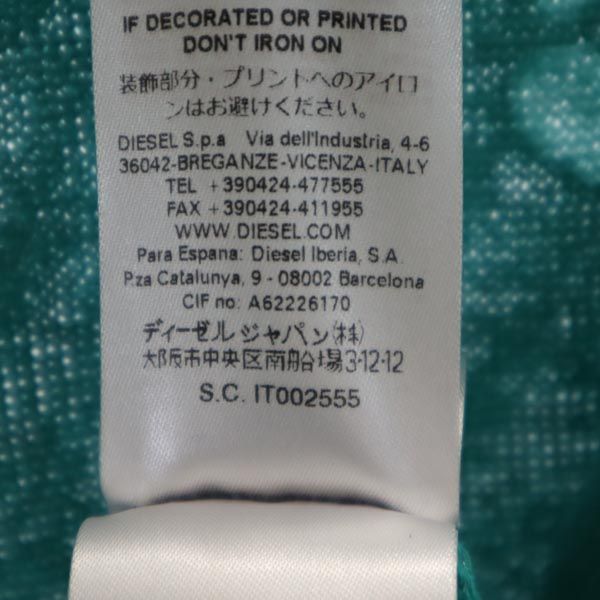 IF DECORATED OR PRINTED
DON'T IRON ON
装飾部分・プリントへのアイロ
ンはお避けください。
DIESEL S.p.a Via dell'Industria, 4-6
36042-BREGANZE-VICENZA-ITALY
TEL +390424-477555
FAX +390424-411955
WWW.DIESEL.COM
Para Espana: Diesel Iberia, S.A.
P.za Catalunya, 9 - 08002 Barcelona
CIF no: A62226170
ディーゼルジャパン(株)
大阪市中央区南船台場3-12-12
S.C. IT002555